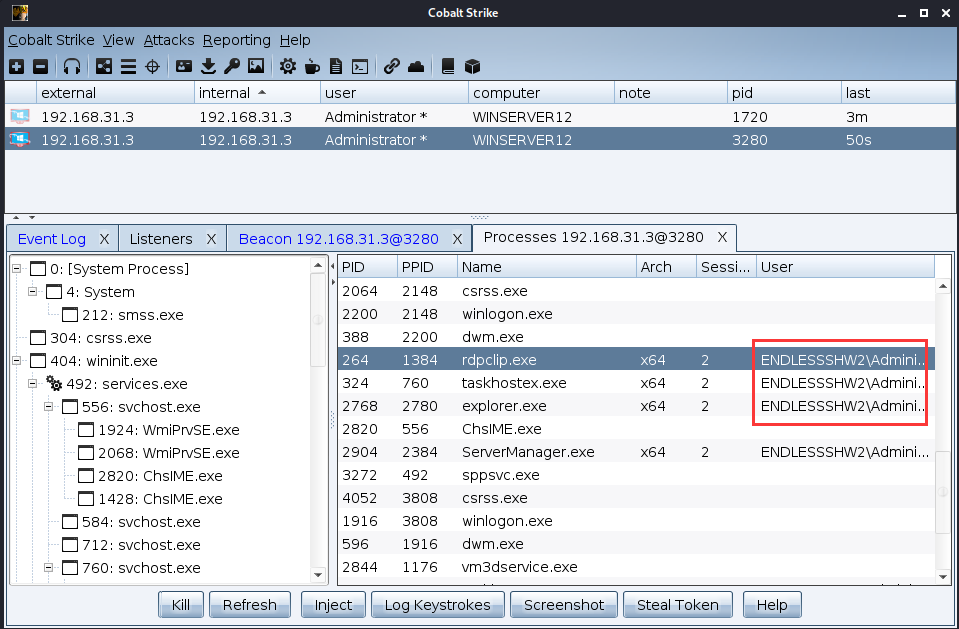 Cobalt Strike
Cobalt Strike View Attacks Reporting Help
external internal user computer note pid last
192.168.31.3 192.168.31.3 Administrator * WINSERVER12 1720 3m
192.168.31.3 192.168.31.3 Administrator * WINSERVER12 3280 50s
Event Log X Listeners X Beacon 192.168.31.3@3280 X Processes 192.168.31.3@3280 X
0: [System Process]
4: System
212: smss.exe
304: csrss.exe
404: wininit.exe
492: services.exe
556: svchost.exe
1924: WmiPrvSE.exe
2068: WmiPrvSE.exe
2820: ChsIME.exe
1428: ChsIME.exe
584: svchost.exe
712: svchost.exe
760: svchost.exe
PID PPID Name Arch Sessi... User
2064 2148 csrss.exe
2200 2148 winlogon.exe
388 2200 dwm.exe
264 1384 rdpclip.exe x64 2 ENDLESSSHW2\Admini...
324 760 taskhostex.exe x64 2 ENDLESSSHW2\Admini...
2768 2780 explorer.exe x64 2 ENDLESSSHW2\Admini...
2820 556 ChsIME.exe
2904 2384 ServerManager.exe x64 2 ENDLESSSHW2\Admini...
3272 492 sppsvc.exe
4052 3808 csrss.exe
1916 3808 winlogon.exe
596 1916 dwm.exe
2844 1176 vm3dservice.exe
Kill Refresh Inject Log Keystrokes Screenshot Steal Token Help